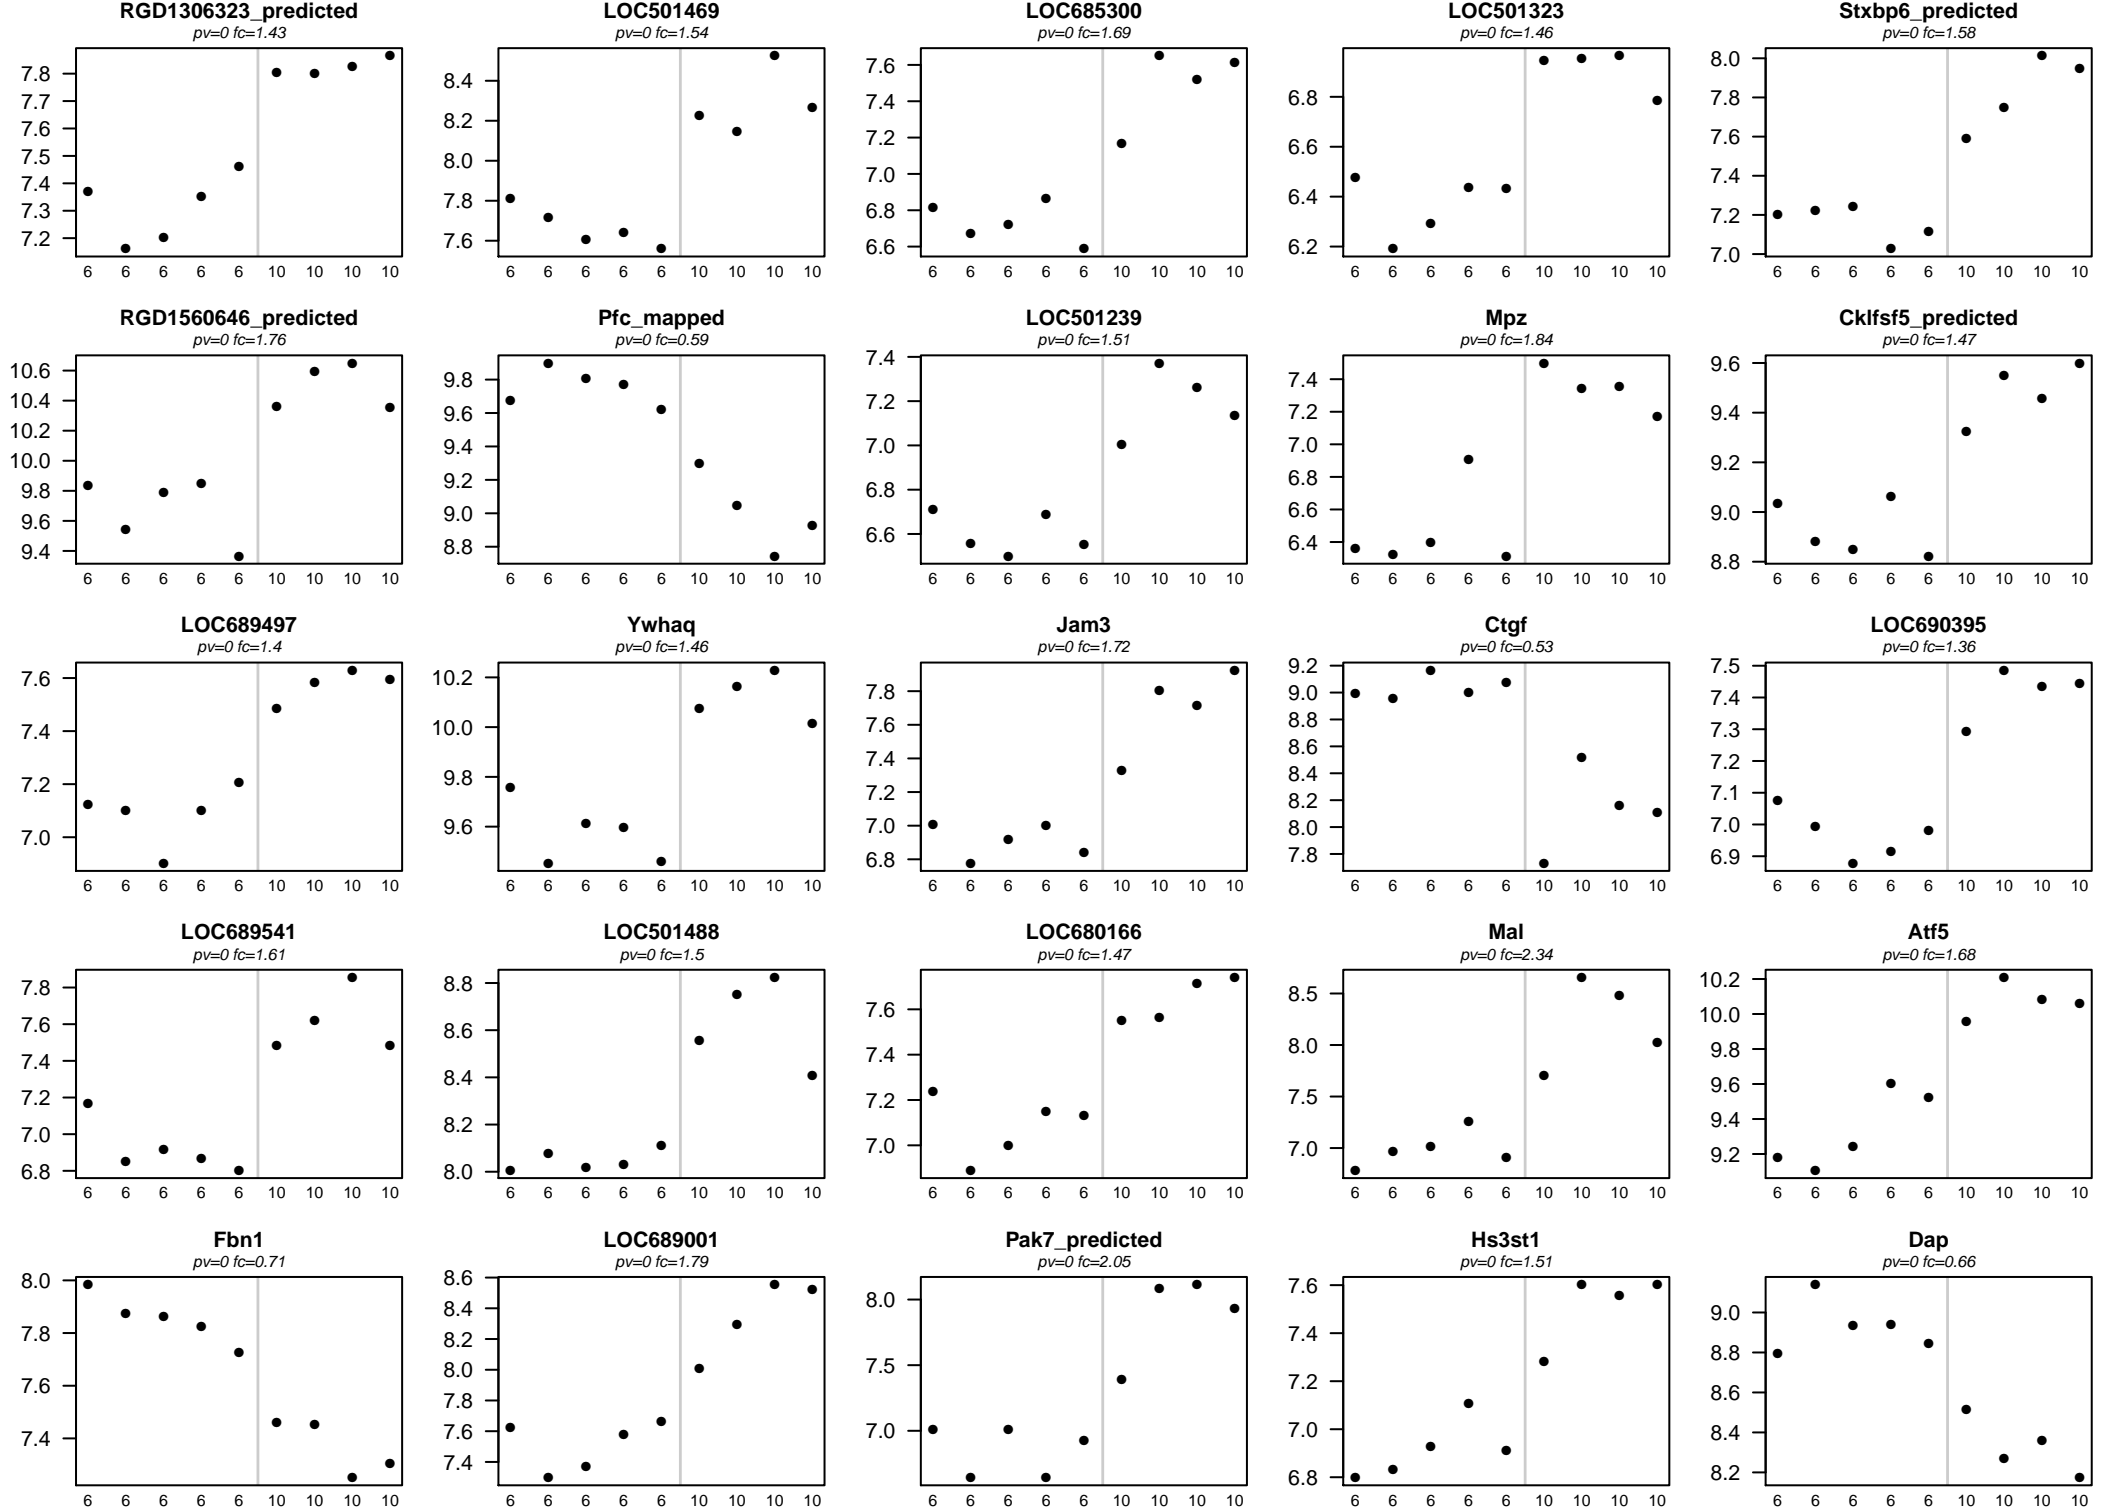 RGD1306323_predicted LOC501469 LOC685300 LOC501323 Stxbp6_predicted
pv=0 fc=1.43 pv=0 fc=1.54 pv=0 fc=1.69 pv=0 fc=1.46 pv=0 fc=1.58
7.8 7.7 7.6 7.5 7.4 7.3 7.2
8.4 8.2 8.0 7.8 7.6
7.6 7.4 7.2 7.0 6.8 6.6
6.8 6.6 6.4 6.2
8.0 7.8 7.6 7.4 7.2 7.0
6 6 6 6 6 10 10 10 10 6 6 6 6 6 10 10 10 10 6 6 6 6 6 10 10 10 10 6 6 6 6 6 10 10 10 10 6 6 6 6 6 10 10 10 10
RGD1560646_predicted Pfc_mapped LOC501239 Mpz Cklfsf5_predicted
pv=0 fc=1.76 pv=0 fc=0.59 pv=0 fc=1.51 pv=0 fc=1.84 pv=0 fc=1.47
10.6 10.4 10.2 10.0 9.8 9.6 9.4
9.8 9.6 9.4 9.2 9.0 8.8
7.4 7.2 7.0 6.8 6.6
7.4 7.2 7.0 6.8 6.6 6.4
9.6 9.4 9.2 9.0 8.8
6 6 6 6 6 10 10 10 10 6 6 6 6 6 10 10 10 10 6 6 6 6 6 10 10 10 10 6 6 6 6 6 10 10 10 10 6 6 6 6 6 10 10 10 10
LOC689497 Ywhaq Jam3 Ctgf LOC690395
pv=0 fc=1.4 pv=0 fc=1.46 pv=0 fc=1.72 pv=0 fc=0.53 pv=0 fc=1.36
7.6 7.4 7.2 7.0
10.2 10.0 9.8 9.6
7.8 7.6 7.4 7.2 7.0 6.8
9.2 9.0 8.8 8.6 8.4 8.2 8.0 7.8
7.5 7.4 7.3 7.2 7.1 7.0 6.9
6 6 6 6 6 10 10 10 10 6 6 6 6 6 10 10 10 10 6 6 6 6 6 10 10 10 10 6 6 6 6 6 10 10 10 10 6 6 6 6 6 10 10 10 10
LOC689541 LOC501488 LOC680166 Mal Atf5
pv=0 fc=1.61 pv=0 fc=1.5 pv=0 fc=1.47 pv=0 fc=2.34 pv=0 fc=1.68
7.8 7.6 7.4 7.2 7.0 6.8
8.8 8.6 8.4 8.2 8.0
7.6 7.4 7.2 7.0
8.5 8.0 7.5 7.0
10.2 10.0 9.8 9.6 9.4 9.2
6 6 6 6 6 10 10 10 10 6 6 6 6 6 10 10 10 10 6 6 6 6 6 10 10 10 10 6 6 6 6 6 10 10 10 10 6 6 6 6 6 10 10 10 10
Fbn1 LOC689001 Pak7_predicted Hs3st1 Dap
pv=0 fc=0.71 pv=0 fc=1.79 pv=0 fc=2.05 pv=0 fc=1.51 pv=0 fc=0.66
8.0 7.8 7.6 7.4
8.6 8.4 8.2 8.0 7.8 7.6 7.4
8.0 7.5 7.0
7.6 7.4 7.2 7.0 6.8
9.0 8.8 8.6 8.4 8.2
6 6 6 6 6 10 10 10 10 6 6 6 6 6 10 10 10 10 6 6 6 6 6 10 10 10 10 6 6 6 6 6 10 10 10 10 6 6 6 6 6 10 10 10 10